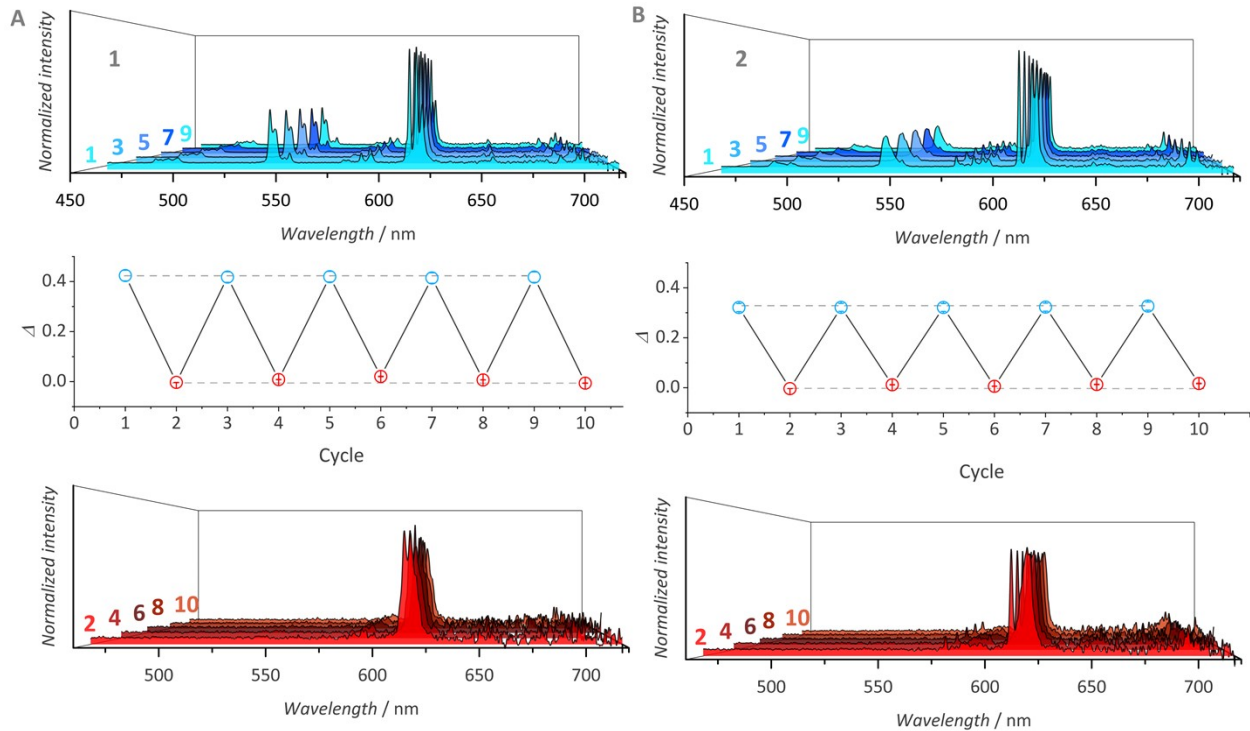 A
Normalized intensity
1
1 3 5 7 9
450 500 550 600 650 700
Wavelength / nm
B
Normalized intensity
2
1 3 5 7 9
450 500 550 600 650 700
Wavelength / nm
Δ
0.4
0.2
0.0
0 1 2 3 4 5 6 7 8 9 10
Cycle
Δ
0.4
0.2
0.0
0 1 2 3 4 5 6 7 8 9 10
Cycle
Normalized intensity
2 4 6 8 10
500 550 600 650 700
Wavelength / nm
Normalized intensity
2 4 6 8 10
500 550 600 650 700
Wavelength / nm